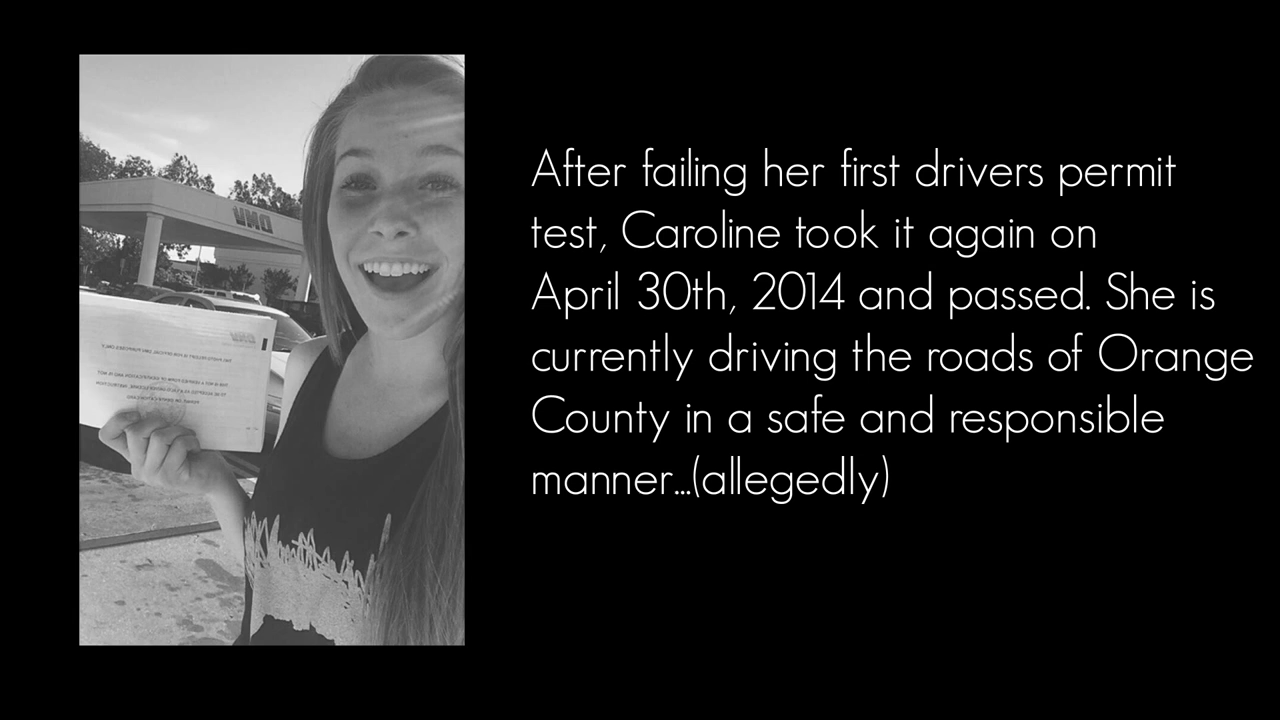 After failing her first drivers permit
test, Caroline took it again on
April 30th, 2014 and passed. She is
currently driving the roads of Orange
County in a safe and responsible
manner...(allegedly)
DMV